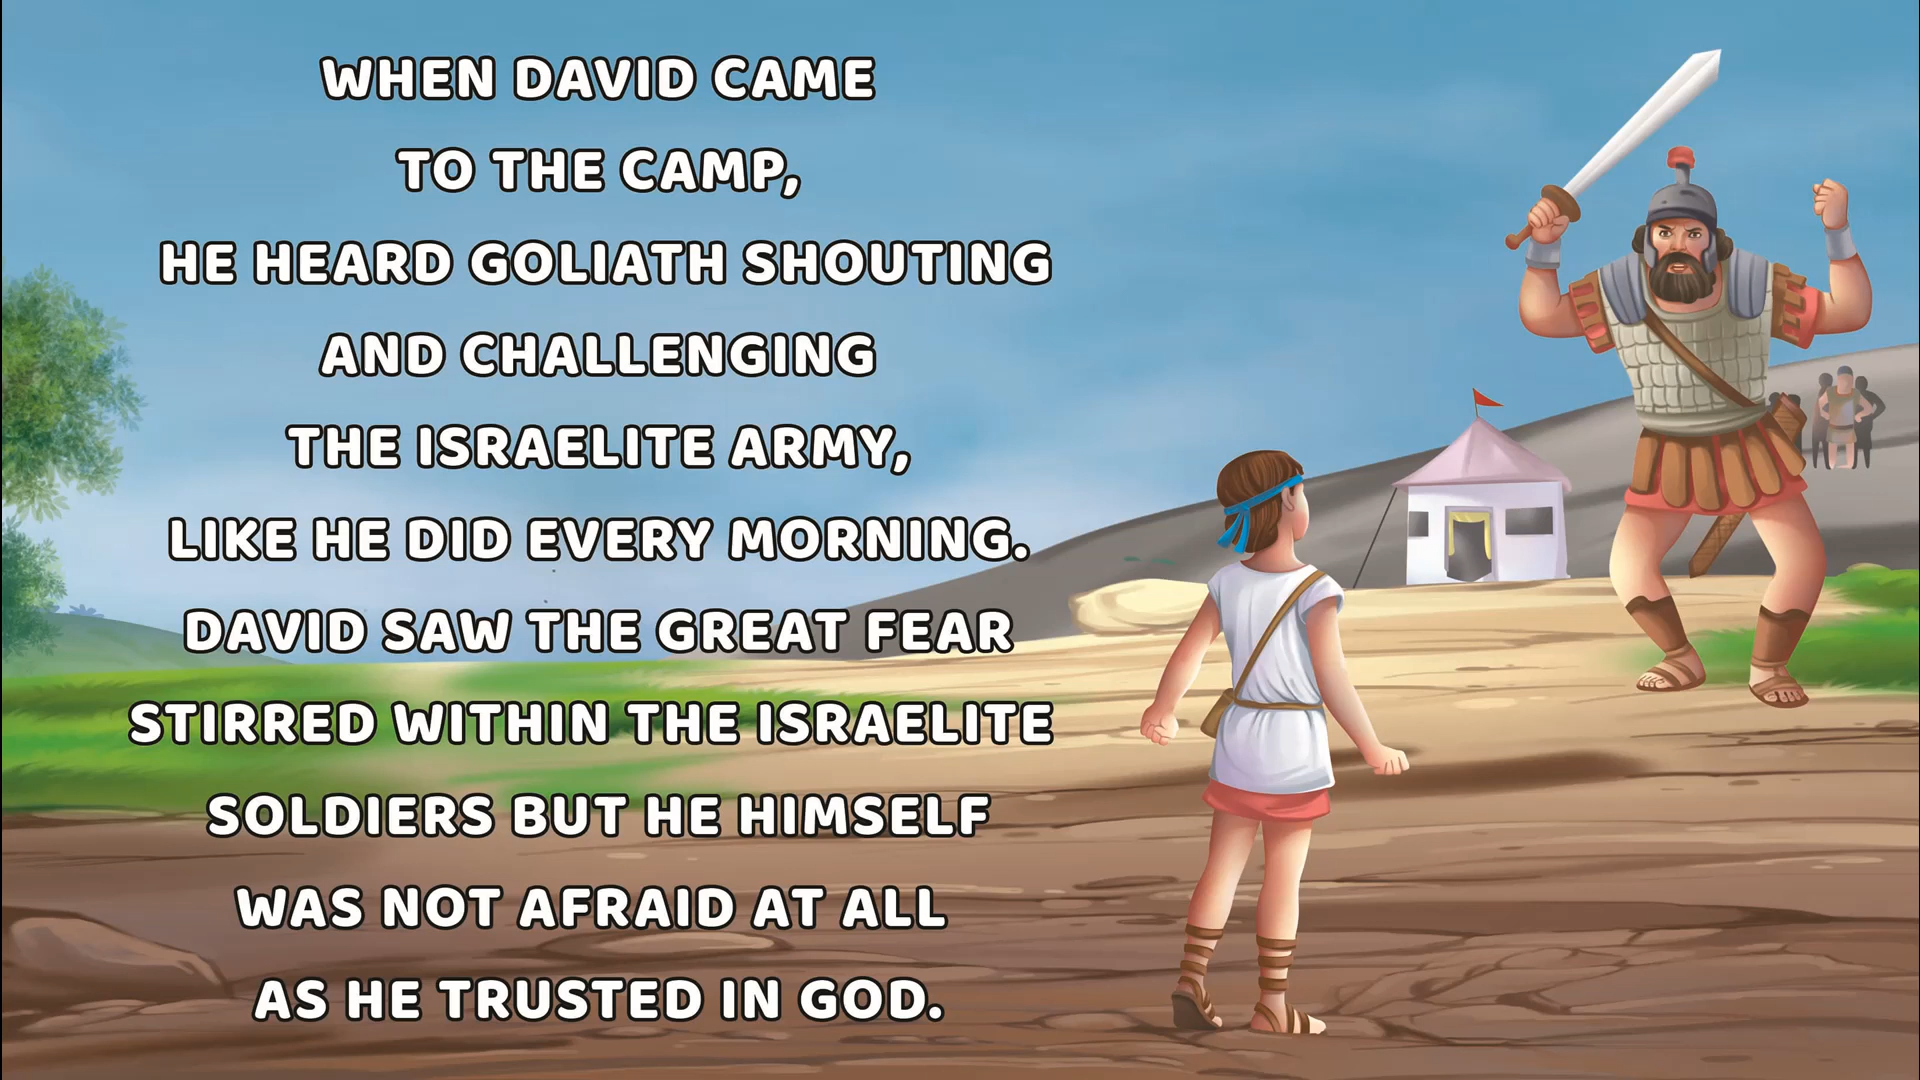 WHEN DAVID CAME
TO THE CAMP,
HE HEARD GOLIATH SHOUTING
AND CHALLENGING
THE ISRAELITE ARMY,
LIKE HE DID EVERY MORNING.
DAVID SAW THE GREAT FEAR
STIRRED WITHIN THE ISRAELITE
SOLDIERS BUT HE HIMSELF
WAS NOT AFRAID AT ALL
AS HE TRUSTED IN GOD.